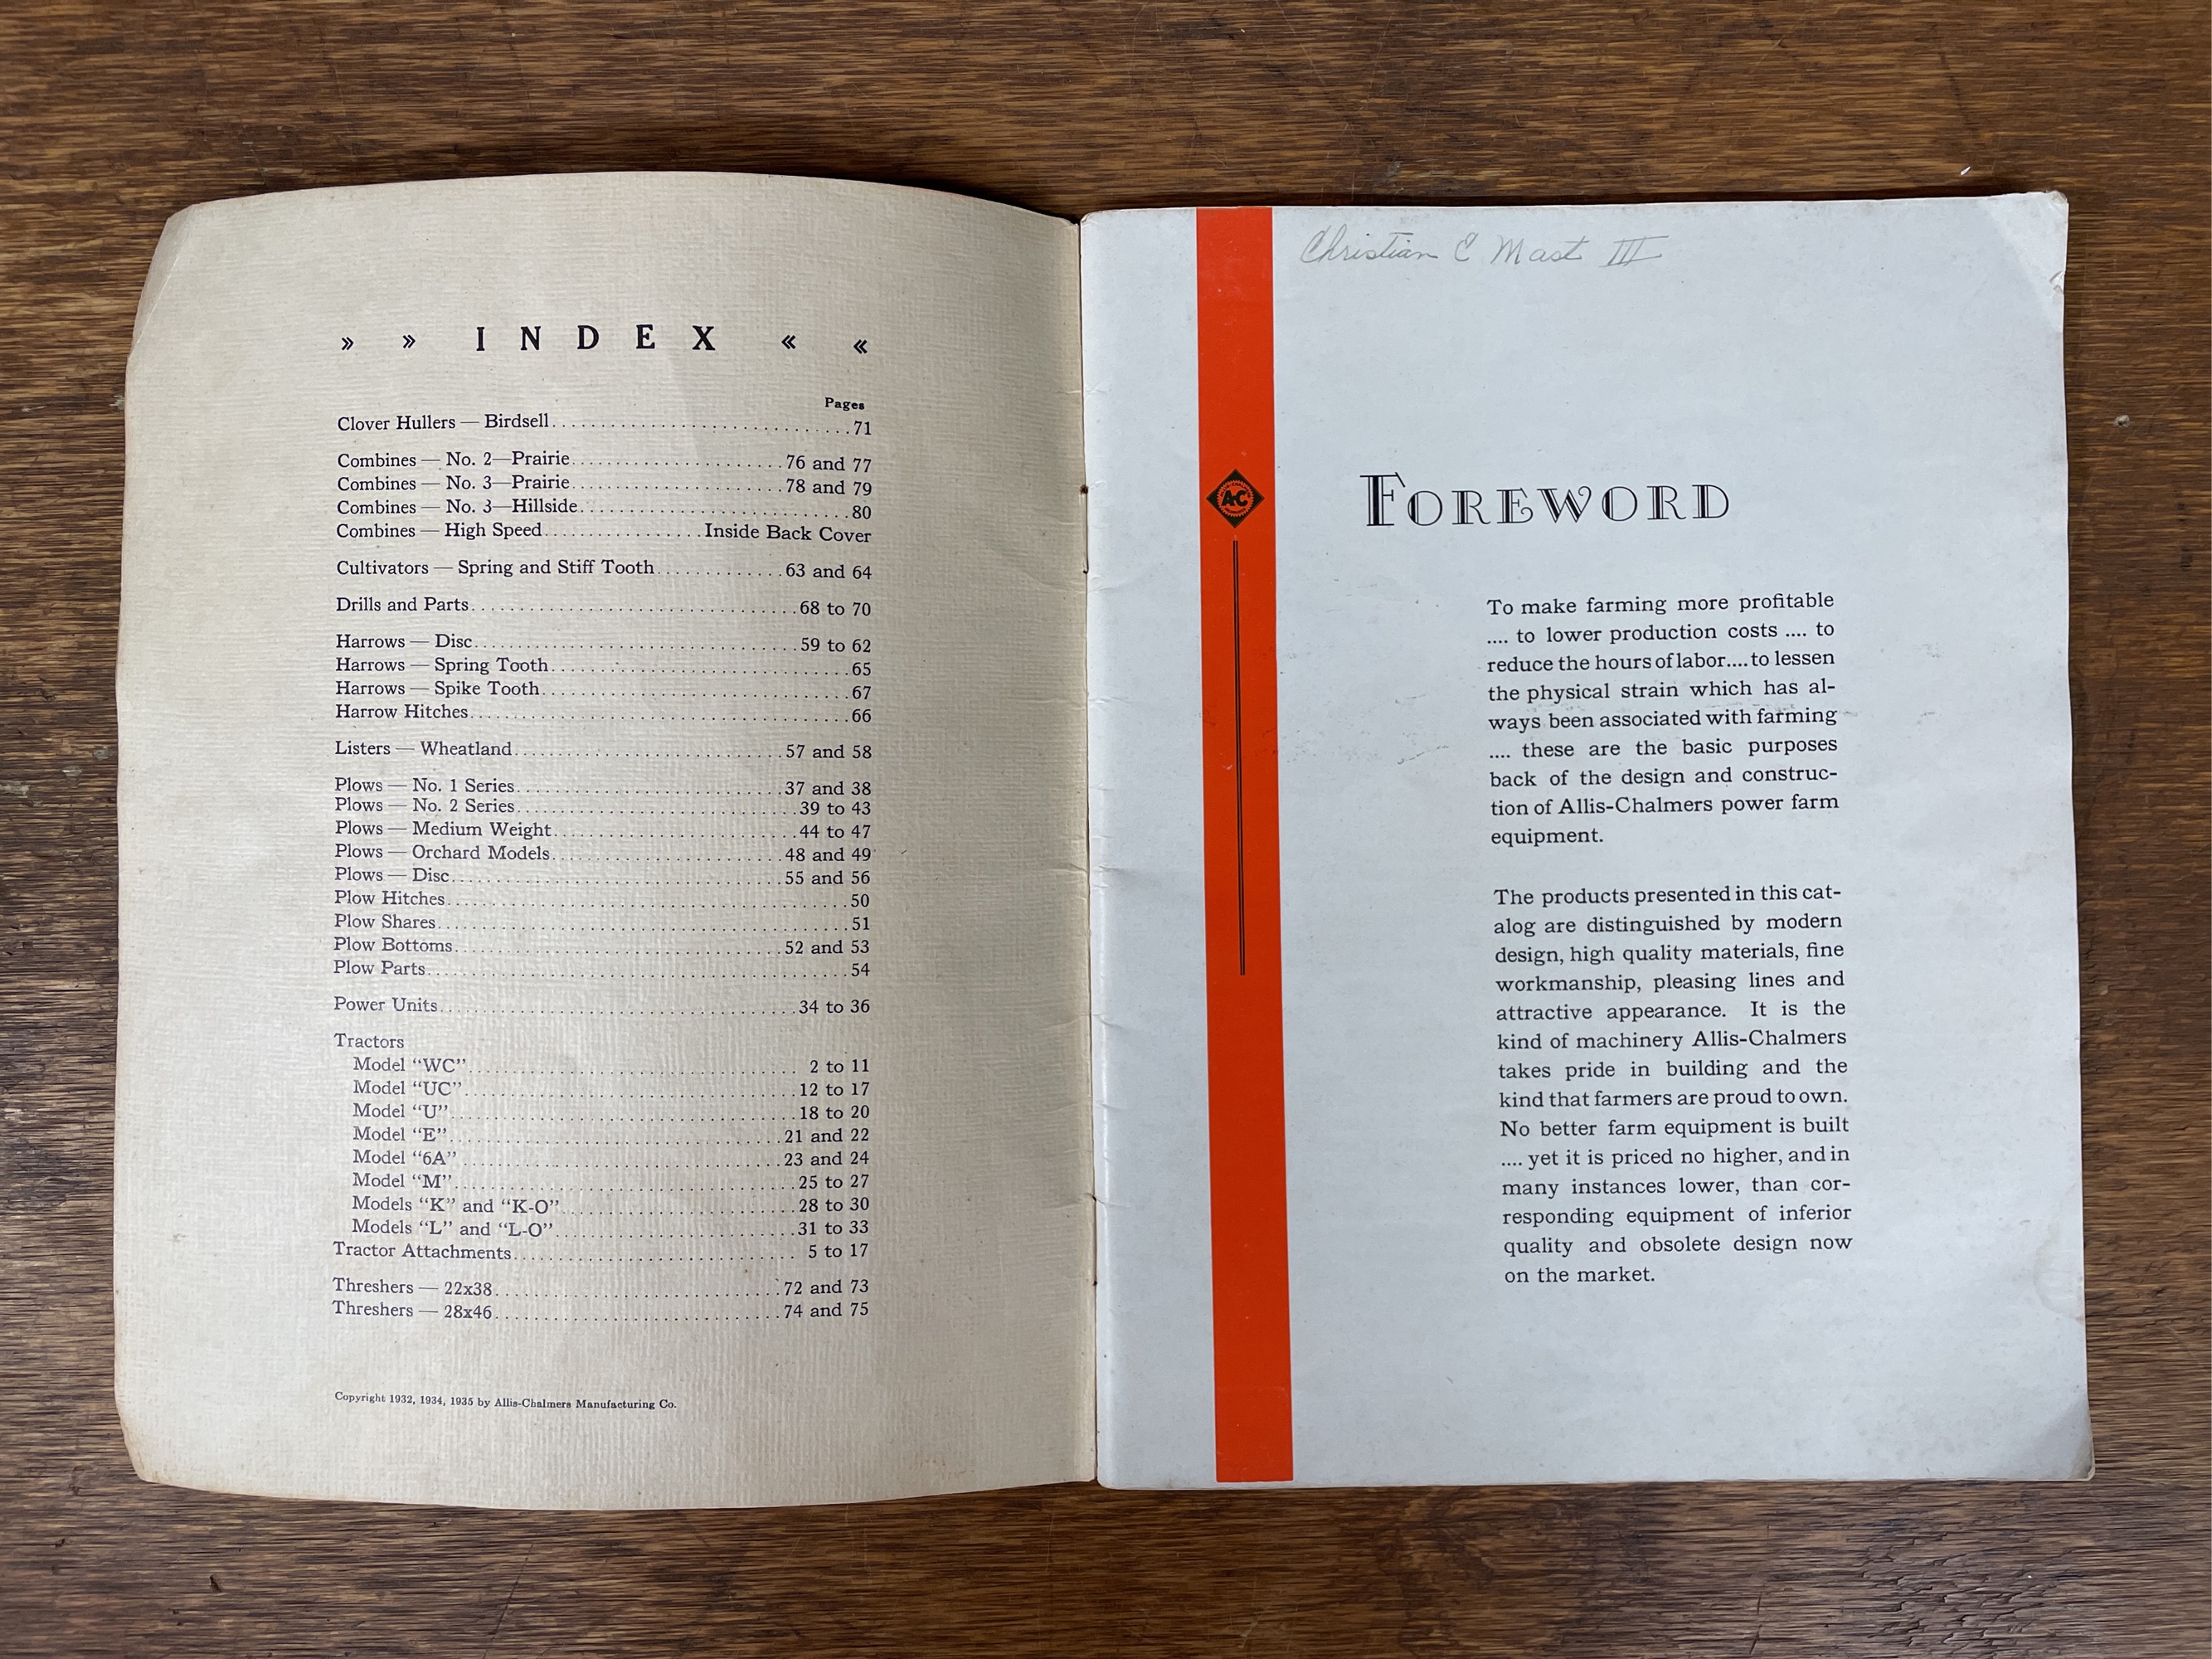 » » INDEX « «
Pages
Clover Hullers — Birdsell............................71
Combines — No. 2—Prairie......................76 and 77
Combines — No. 3—Prairie......................78 and 79
Combines — No. 3—Hillside...........................80
Combines — High Speed................Inside Back Cover
Cultivators — Spring and Stiff Tooth.............63 and 64
Drills and Parts.................................68 to 70
Harrows — Disc.................................59 to 62
Harrows — Spring Tooth..............................65
Harrows — Spike Tooth...............................67
Harrow Hitches......................................66
Listers — Wheatland...........................57 and 58
Plows — No. 1 Series...........................37 and 38
Plows — No. 2 Series............................39 to 43
Plows — Medium Weight.........................44 to 47
Plows — Orchard Models.......................48 and 49
Plows — Disc..................................55 and 56
Plow Hitches........................................50
Plow Shares.........................................51
Plow Bottoms..................................52 and 53
Plow Parts..........................................54
Power Units....................................34 to 36
Tractors
Model “WC”.................................2 to 11
Model “UC”.................................12 to 17
Model “U”..................................18 to 20
Model “E”.................................21 and 22
Model “6A”................................23 and 24
Model “M”..................................25 to 27
Models “K” and “K-O”.......................28 to 30
Models “L” and “L-O”.......................31 to 33
Tractor Attachments............................5 to 17
Threshers — 22x38.............................72 and 73
Threshers — 28x46.............................74 and 75
Copyright 1932, 1934, 1935 by Allis-Chalmers Manufacturing Co.
Christian C Mast III
A-C
FOREWORD
To make farming more profitable
.... to lower production costs .... to
reduce the hours of labor....to lessen
the physical strain which has al-
ways been associated with farming
.... these are the basic purposes
back of the design and construc-
tion of Allis-Chalmers power farm
equipment.
The products presented in this cat-
alog are distinguished by modern
design, high quality materials, fine
workmanship, pleasing lines and
attractive appearance. It is the
kind of machinery Allis-Chalmers
takes pride in building and the
kind that farmers are proud to own.
No better farm equipment is built
.... yet it is priced no higher, and in
many instances lower, than cor-
responding equipment of inferior
quality and obsolete design now
on the market.